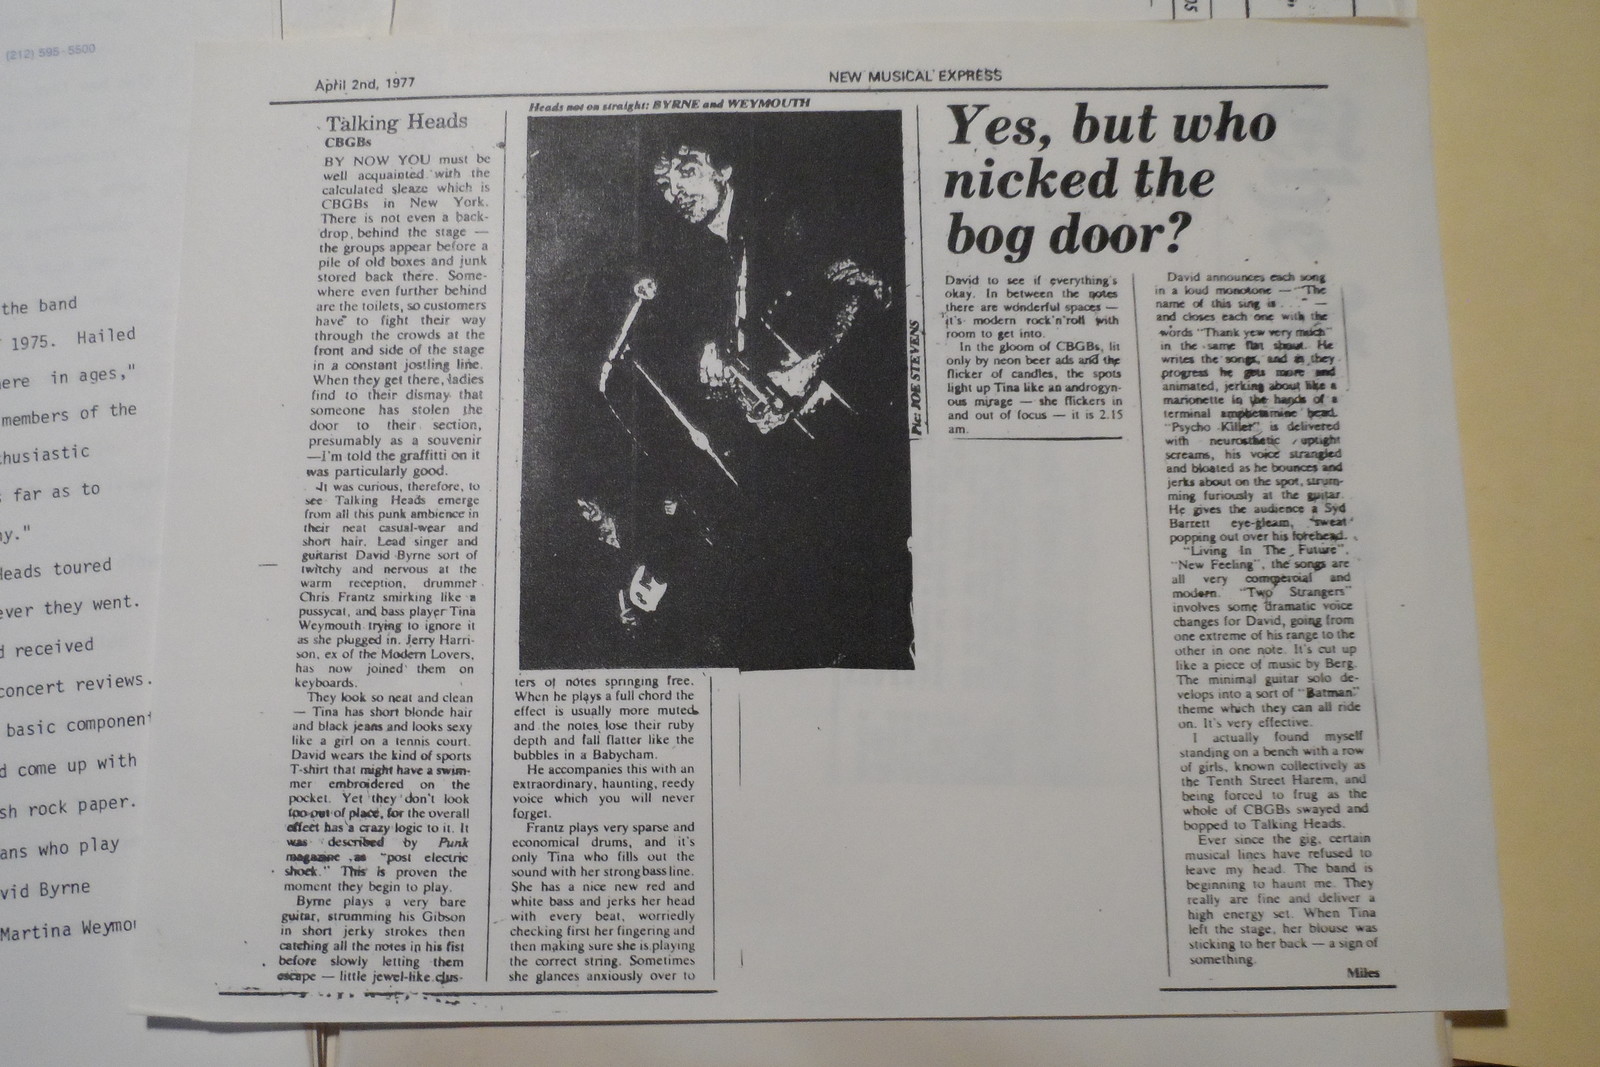 (212) 595-5500
the band
1975. Hailed
ere in ages,"
members of the
thusiastic
s far as to
ny."
Heads toured
ever they went.
d received
concert reviews.
basic component
d come up with
sh rock paper.
ans who play
vid Byrne
Martina Weymou
April 2nd, 1977
NEW MUSICAL EXPRESS
Talking Heads
CBGBs
BY NOW YOU must be
well acquainted with the
calculated sleaze which is
CBGBs in New York.
There is not even a back-
drop behind the stage —
the groups appear before a
pile of old boxes and junk
stored back there. Some-
where even further behind
are the toilets, so customers
have to fight their way
through the crowds at the
front and side of the stage
in a constant jostling line.
When they get there, ladies
find to their dismay that
someone has stolen the
door to their section,
presumably as a souvenir
—I'm told the graffitti on it
was particularly good.
It was curious, therefore, to
see Talking Heads emerge
from all this punk ambience in
their neat casual-wear and
short hair. Lead singer and
guitarist David Byrne sort of
twitchy and nervous at the
warm reception, drummer
Chris Frantz smirking like a
pussycat, and bass player Tina
Weymouth trying to ignore it
as she plugged in. Jerry Harri-
son, ex of the Modern Lovers,
has now joined them on
keyboards.
They look so neat and clean
— Tina has short blonde hair
and black jeans and looks sexy
like a girl on a tennis court.
David wears the kind of sports
T-shirt that might have a swim-
mer embroidered on the
pocket. Yet they don't look
too out of place, for the overall
effect has a crazy logic to it. It
was described by Punk
magazine as "post electric
shock." This is proven the
moment they begin to play.
Byrne plays a very bare
guitar, strumming his Gibson
in short jerky strokes then
catching all the notes in his fist
before slowly letting them
escape — little jewel-like clus-
Heads not on straight: BYRNE and WEYMOUTH
Pic: JOE STEVENS
ters of notes springing free.
When he plays a full chord the
effect is usually more muted
and the notes lose their ruby
depth and fall flatter like the
bubbles in a Babycham.
He accompanies this with an
extraordinary, haunting, reedy
voice which you will never
forget.
Frantz plays very sparse and
economical drums, and it's
only Tina who fills out the
sound with her strong bass line.
She has a nice new red and
white bass and jerks her head
with every beat, worriedly
checking first her fingering and
then making sure she is playing
the correct string. Sometimes
she glances anxiously over to
Yes, but who
nicked the
bog door?
David to see if everything's
okay. In between the notes
there are wonderful spaces —
it's modern rock'n'roll with
room to get into.
In the gloom of CBGBs, lit
only by neon beer ads and the
flicker of candles, the spots
light up Tina like an androgyn-
ous mirage — she flickers in
and out of focus — it is 2.15
am.
David announces each song
in a loud monotone — "The
name of this sing is . . ." —
and closes each one with the
words "Thank yew very much"
in the same flat shout. He
writes the songs, and as they
progress he gets more and
animated, jerking about like a
marionette in the hands of a
terminal amphetamine head.
"Psycho Killer" is delivered
with neurosthetic uptight
screams, his voice strangled
and bloated as he bounces and
jerks about on the spot, strum-
ming furiously at the guitar.
He gives the audience a Syd
Barrett eye-gleam, sweat
popping out over his forehead.
"Living In The Future",
"New Feeling", the songs are
all very commercial and
modern. "Two Strangers"
involves some dramatic voice
changes for David, going from
one extreme of his range to the
other in one note. It's cut up
like a piece of music by Berg.
The minimal guitar solo de-
velops into a sort of "Batman"
theme which they can all ride
on. It's very effective.
I actually found myself
standing on a bench with a row
of girls, known collectively as
the Tenth Street Harem, and
being forced to frug as the
whole of CBGBs swayed and
bopped to Talking Heads.
Ever since the gig, certain
musical lines have refused to
leave my head. The band is
beginning to haunt me. They
really are fine and deliver a
high energy set. When Tina
left the stage, her blouse was
sticking to her back — a sign of
something.
Miles